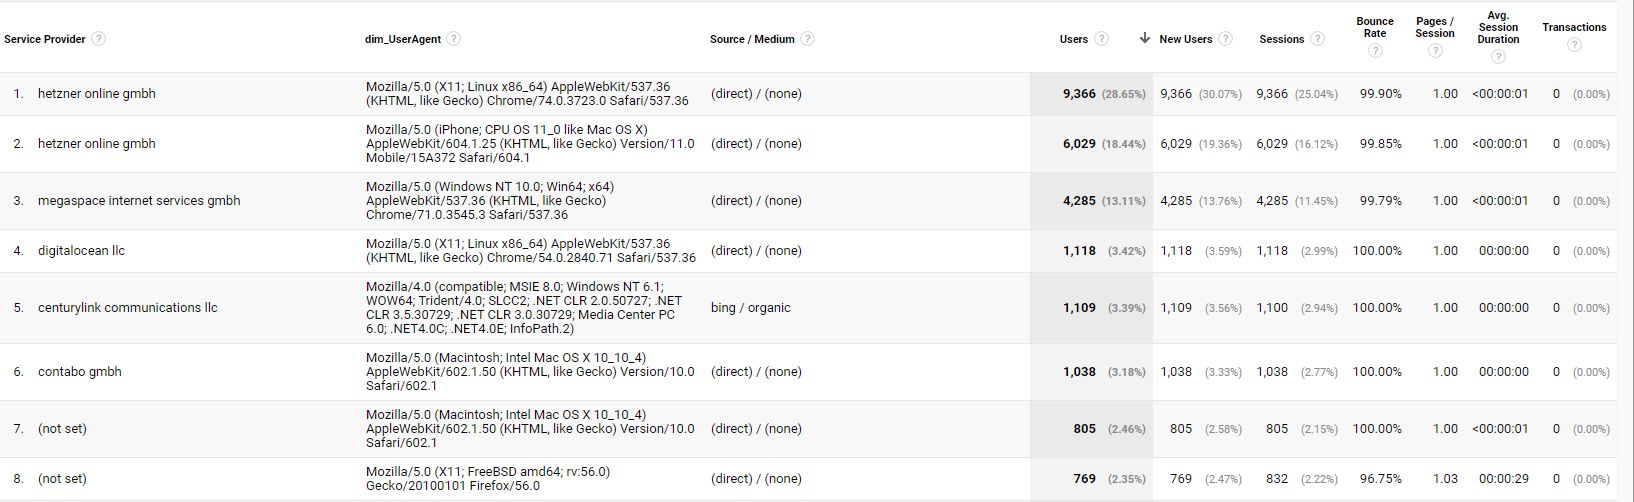 Service Provider ? dim_UserAgent ? Source / Medium ? Users ? ↓ New Users ? Sessions ? Bounce Rate ? Pages / Session ? Avg. Session Duration ? Transactions ?
1. hetzner online gmbh
Mozilla/5.0 (X11; Linux x86_64) AppleWebKit/537.36
(KHTML, like Gecko) Chrome/74.0.3723.0 Safari/537.36
(direct) / (none) 9,366 (28.65%) 9,366 (30.07%) 9,366 (25.04%) 99.90% 1.00 <00:00:01 0 (0.00%)
2. hetzner online gmbh
Mozilla/5.0 (iPhone; CPU OS 11_0 like Mac OS X)
AppleWebKit/604.1.25 (KHTML, like Gecko) Version/11.0
Mobile/15A372 Safari/604.1
(direct) / (none) 6,029 (18.44%) 6,029 (19.36%) 6,029 (16.12%) 99.85% 1.00 <00:00:01 0 (0.00%)
3. megaspace internet services gmbh
Mozilla/5.0 (Windows NT 10.0; Win64; x64)
AppleWebKit/537.36 (KHTML, like Gecko)
Chrome/71.0.3545.3 Safari/537.36
(direct) / (none) 4,285 (13.11%) 4,285 (13.76%) 4,285 (11.45%) 99.79% 1.00 <00:00:01 0 (0.00%)
4. digitalocean llc
Mozilla/5.0 (X11; Linux x86_64) AppleWebKit/537.36
(KHTML, like Gecko) Chrome/54.0.2840.71 Safari/537.36
(direct) / (none) 1,118 (3.42%) 1,118 (3.59%) 1,118 (2.99%) 100.00% 1.00 00:00:00 0 (0.00%)
5. centurylink communications llc
Mozilla/4.0 (compatible; MSIE 8.0; Windows NT 6.1;
WOW64; Trident/4.0; SLCC2; .NET CLR 2.0.50727; .NET
CLR 3.5.30729; .NET CLR 3.0.30729; Media Center PC
6.0; .NET4.0C; .NET4.0E; InfoPath.2)
bing / organic 1,109 (3.39%) 1,109 (3.56%) 1,100 (2.94%) 100.00% 1.00 00:00:00 0 (0.00%)
6. contabo gmbh
Mozilla/5.0 (Macintosh; Intel Mac OS X 10_10_4)
AppleWebKit/602.1.50 (KHTML, like Gecko) Version/10.0
Safari/602.1
(direct) / (none) 1,038 (3.18%) 1,038 (3.33%) 1,038 (2.77%) 100.00% 1.00 00:00:00 0 (0.00%)
7. (not set)
Mozilla/5.0 (Macintosh; Intel Mac OS X 10_10_4)
AppleWebKit/602.1.50 (KHTML, like Gecko) Version/10.0
Safari/602.1
(direct) / (none) 805 (2.46%) 805 (2.58%) 805 (2.15%) 100.00% 1.00 <00:00:01 0 (0.00%)
8. (not set)
Mozilla/5.0 (X11; FreeBSD amd64; rv:56.0)
Gecko/20100101 Firefox/56.0
(direct) / (none) 769 (2.35%) 769 (2.47%) 832 (2.22%) 96.75% 1.03 00:00:29 0 (0.00%)